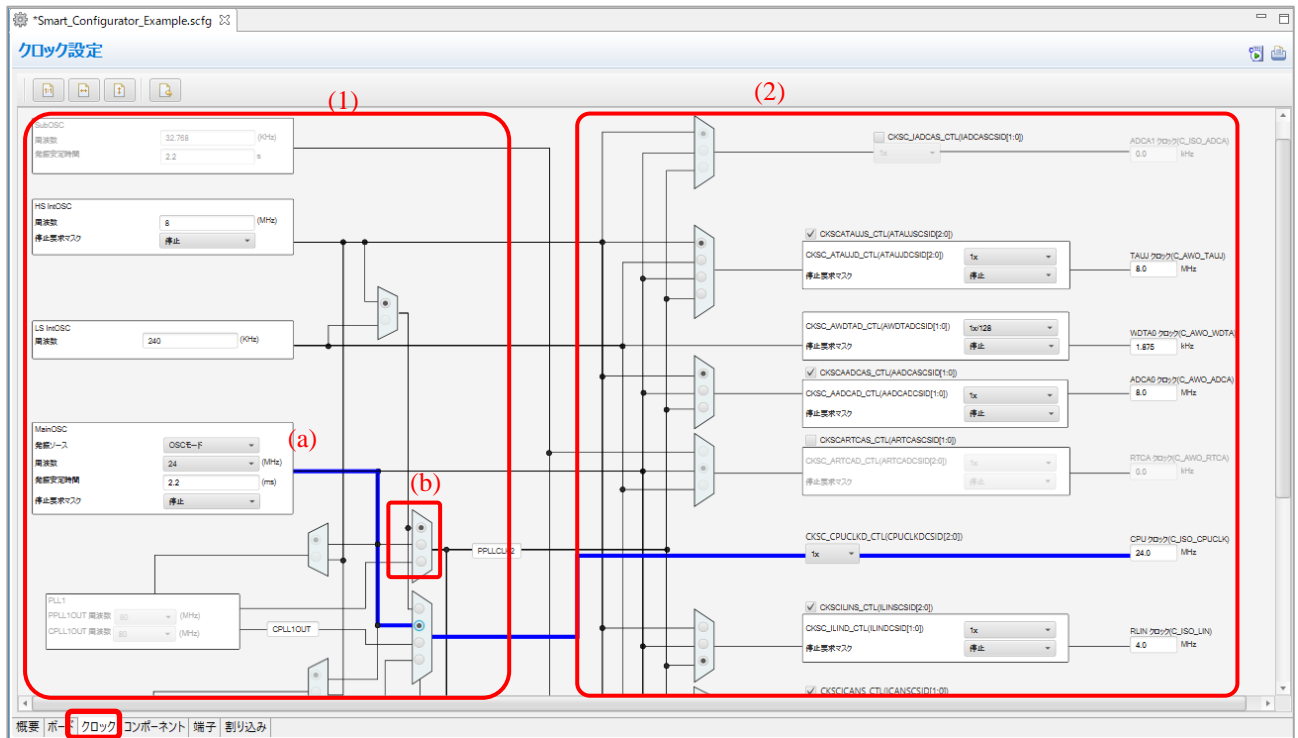 *Smart_Configurator_Example.scfg
クロック設定
(1)
(2)
SubOSC
周波数 32.768 (KHz)
発振安定時間 2.2 s
HS IntOSC
周波数 8 (MHz)
停止要求マスク 停止
LS IntOSC
周波数 240 (KHz)
MainOSC
発振ソース OSCモード
(a)
周波数 24 (MHz)
発振安定時間 2.2 (ms)
停止要求マスク 停止
(b)
PPLLCLK2
PLL1
PPLL1OUT 周波数 80 (MHz)
CPLL1OUT 周波数 80 (MHz)
CPLL1OUT
CKSC_IADCAS_CTL(IADCASCSID[1:0])
1x
ADCA1 クロック(C_ISO_ADCA)
0.0 kHz
CKSCATAUJS_CTL(ATAUJSCSID[2:0])
CKSC_ATAUJD_CTL(ATAUJDCSID[2:0]) 1x
停止要求マスク 停止
TAUJ クロック(C_AWO_TAUJ)
8.0 MHz
CKSC_AWDTAD_CTL(AWDTADCSID[1:0]) 1x/128
停止要求マスク 停止
WDTA0 クロック(C_AWO_WDTA)
1.875 kHz
CKSCAADCAS_CTL(AADCASCSID[1:0])
CKSC_AADCAD_CTL(AADCADCSID[1:0]) 1x
停止要求マスク 停止
ADCA0 クロック(C_AWO_ADCA)
8.0 MHz
CKSCARTCAS_CTL(ARTCASCSID[1:0])
CKSC_ARTCAD_CTL(ARTCADCSID[2:0]) 1x
停止要求マスク 停止
RTCA クロック(C_AWO_RTCA)
0.0 kHz
CKSC_CPUCLKD_CTL(CPUCLKDCSID[2:0])
1x
CPU クロック(C_ISO_CPUCLK)
24.0 MHz
CKSCILINS_CTL(ILINSCSID[2:0])
CKSC_ILIND_CTL(ILINDCSID[1:0]) 1x
停止要求マスク 停止
RLIN クロック(C_ISO_LIN)
4.0 MHz
CKSCICANS_CTL(ICANSCSID[1:0])
概要 ボード クロック コンポーネント 端子 割り込み